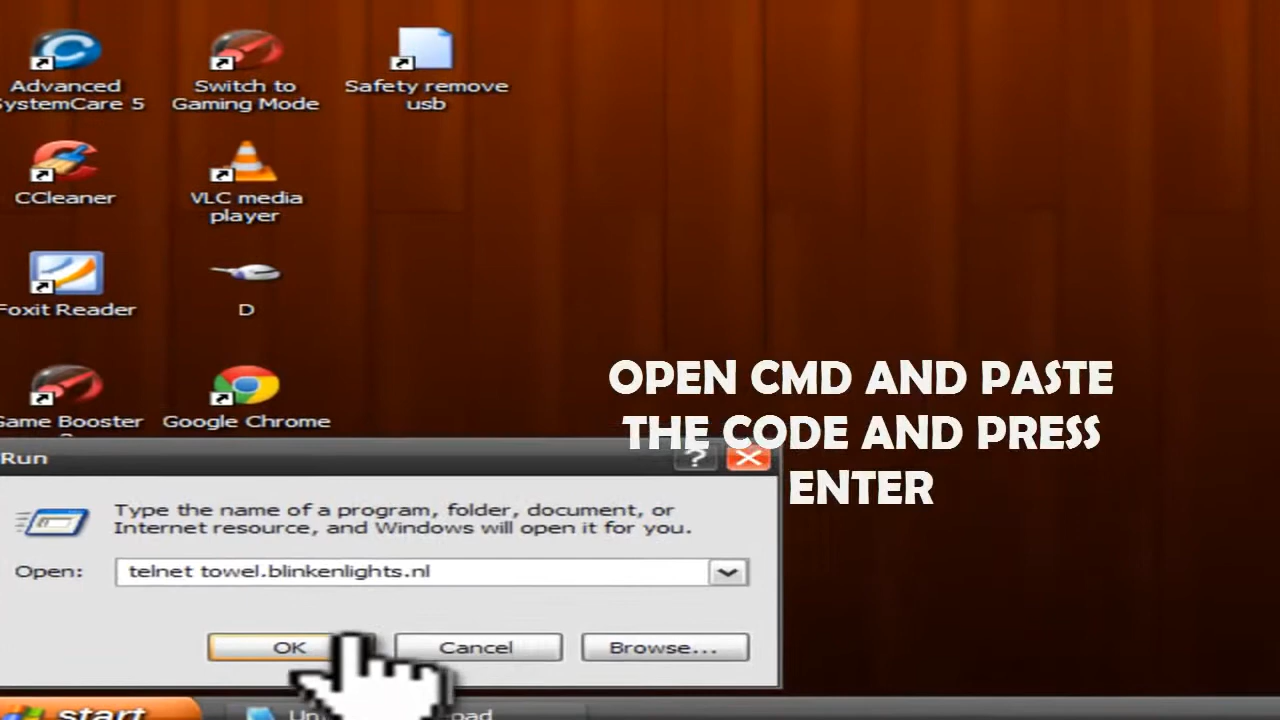 Advanced
SystemCare 5
Switch to
Gaming Mode
Safety remove
usb
CCleaner
VLC media
player
Foxit Reader
D
Game Booster
Google Chrome
OPEN CMD AND PASTE
THE CODE AND PRESS
ENTER
Run
?
Type the name of a program, folder, document, or
Internet resource, and Windows will open it for you.
Open:
telnet towel.blinkenlights.nl
OK
Cancel
Browse...
start